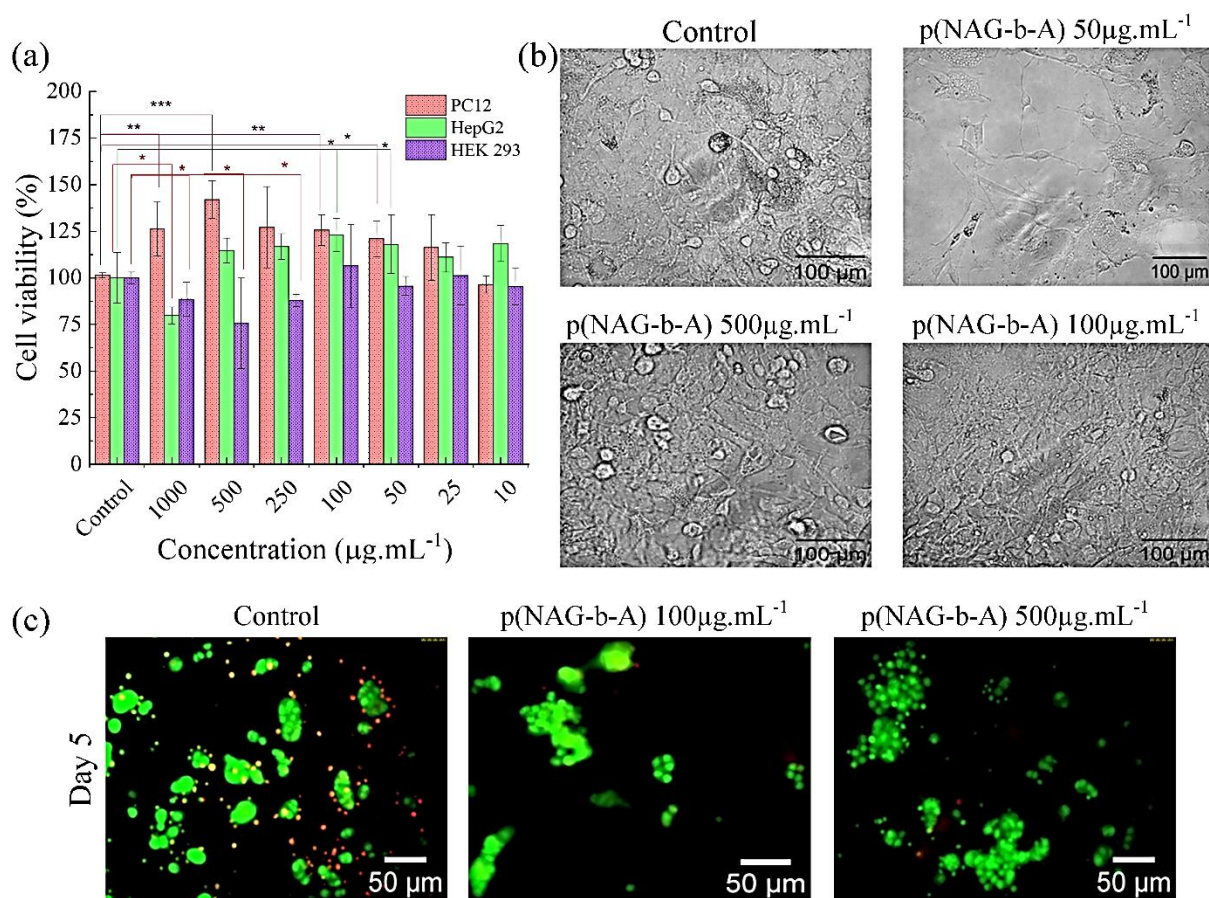 (a)
200
175
150
125
100
75
50
25
0
Cell viability (%)
***
**
**
*
*
*
*
*
*
*
PC12
HepG2
HEK 293
Control
1000
500
250
100
50
25
10
Concentration (µg.mL⁻¹)
(b)
Control
100 µm
p(NAG-b-A) 50µg.mL⁻¹
100 µm
p(NAG-b-A) 500µg.mL⁻¹
100 µm
p(NAG-b-A) 100µg.mL⁻¹
100 µm
(c)
Control
p(NAG-b-A) 100µg.mL⁻¹
p(NAG-b-A) 500µg.mL⁻¹
Day 5
50 µm
50 µm
50 µm